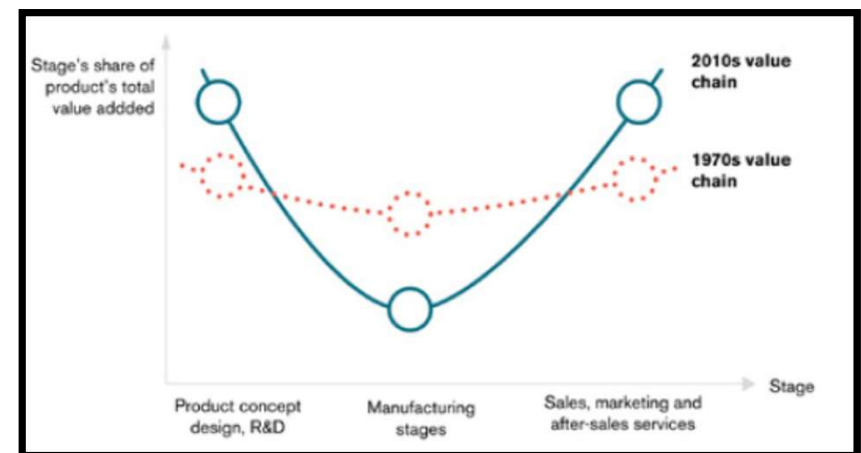 Stage's share of
product's total
value addded
2010s value
chain
1970s value
chain
Stage
Product concept
design, R&D
Manufacturing
stages
Sales, marketing and
after-sales services